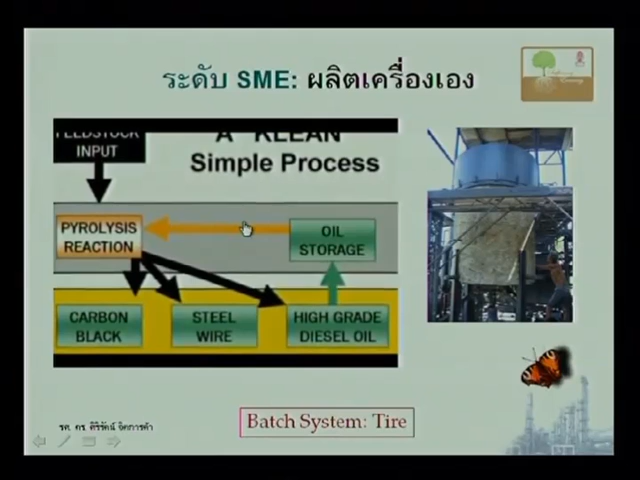 ระดับ SME: ผลิตเครื่องเอง
FEEDSTOCK
INPUT
A KLEAN
Simple Process
PYROLYSIS
REACTION
OIL
STORAGE
CARBON
BLACK
STEEL
WIRE
HIGH GRADE
DIESEL OIL
Batch System: Tire
รศ. ดร. ศิริรัตน์ จิตการค้า